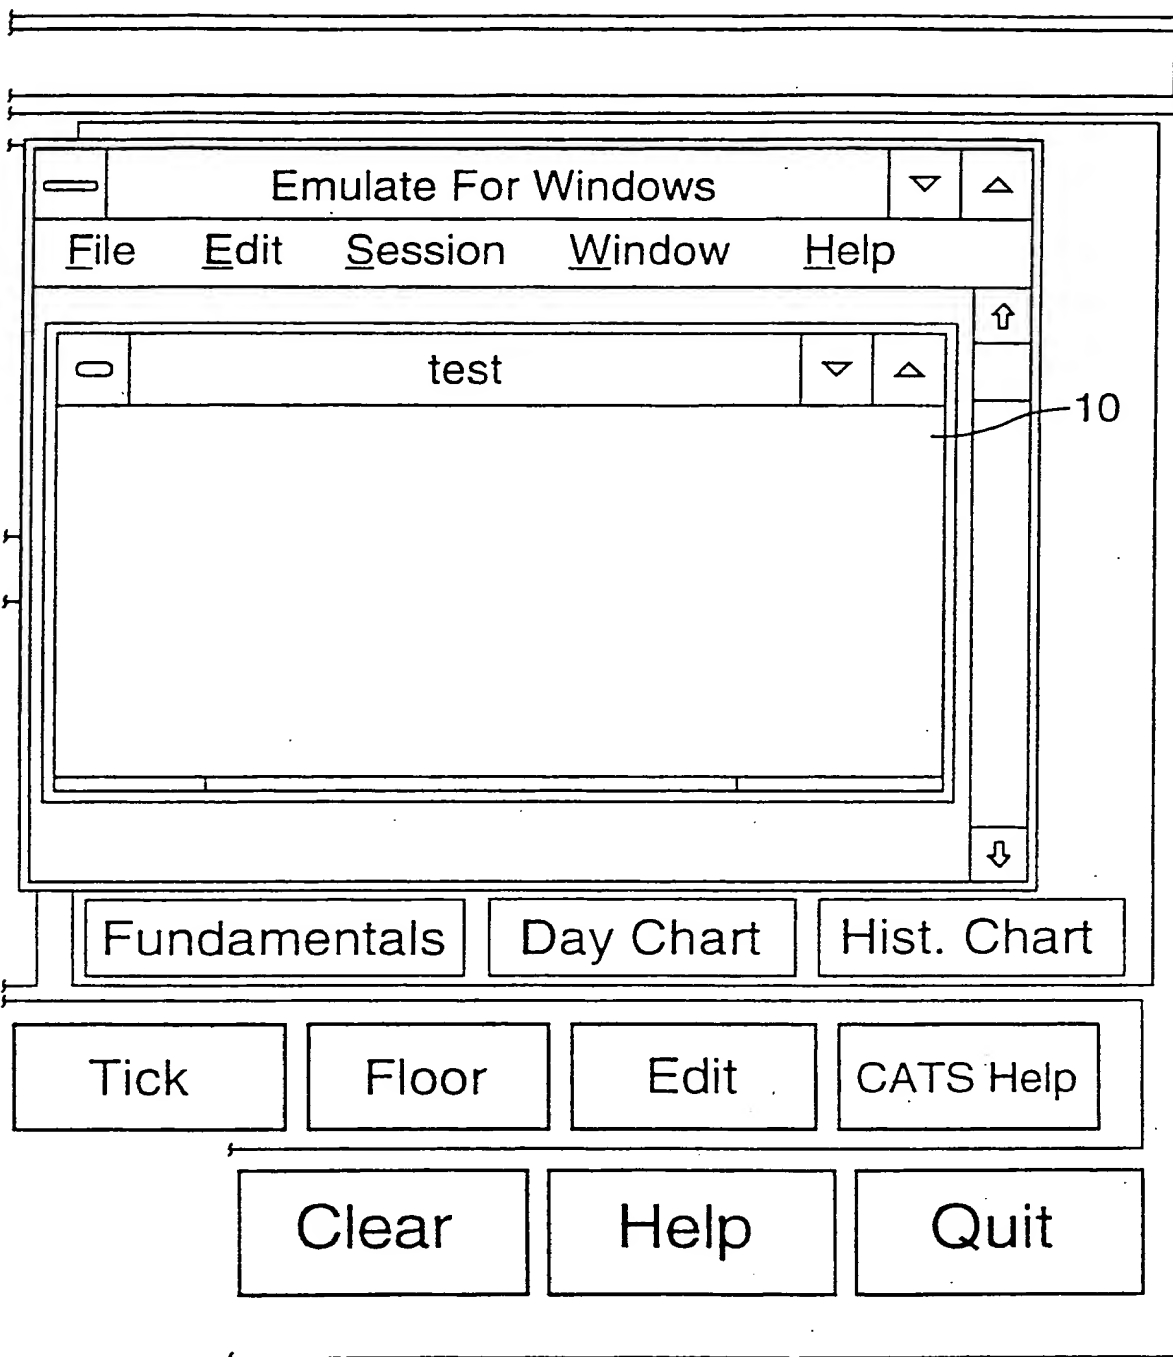 Emulate For Windows
File Edit Session Window Help
test
10
Fundamentals Day Chart Hist. Chart
Tick Floor Edit CATS Help
Clear Help Quit